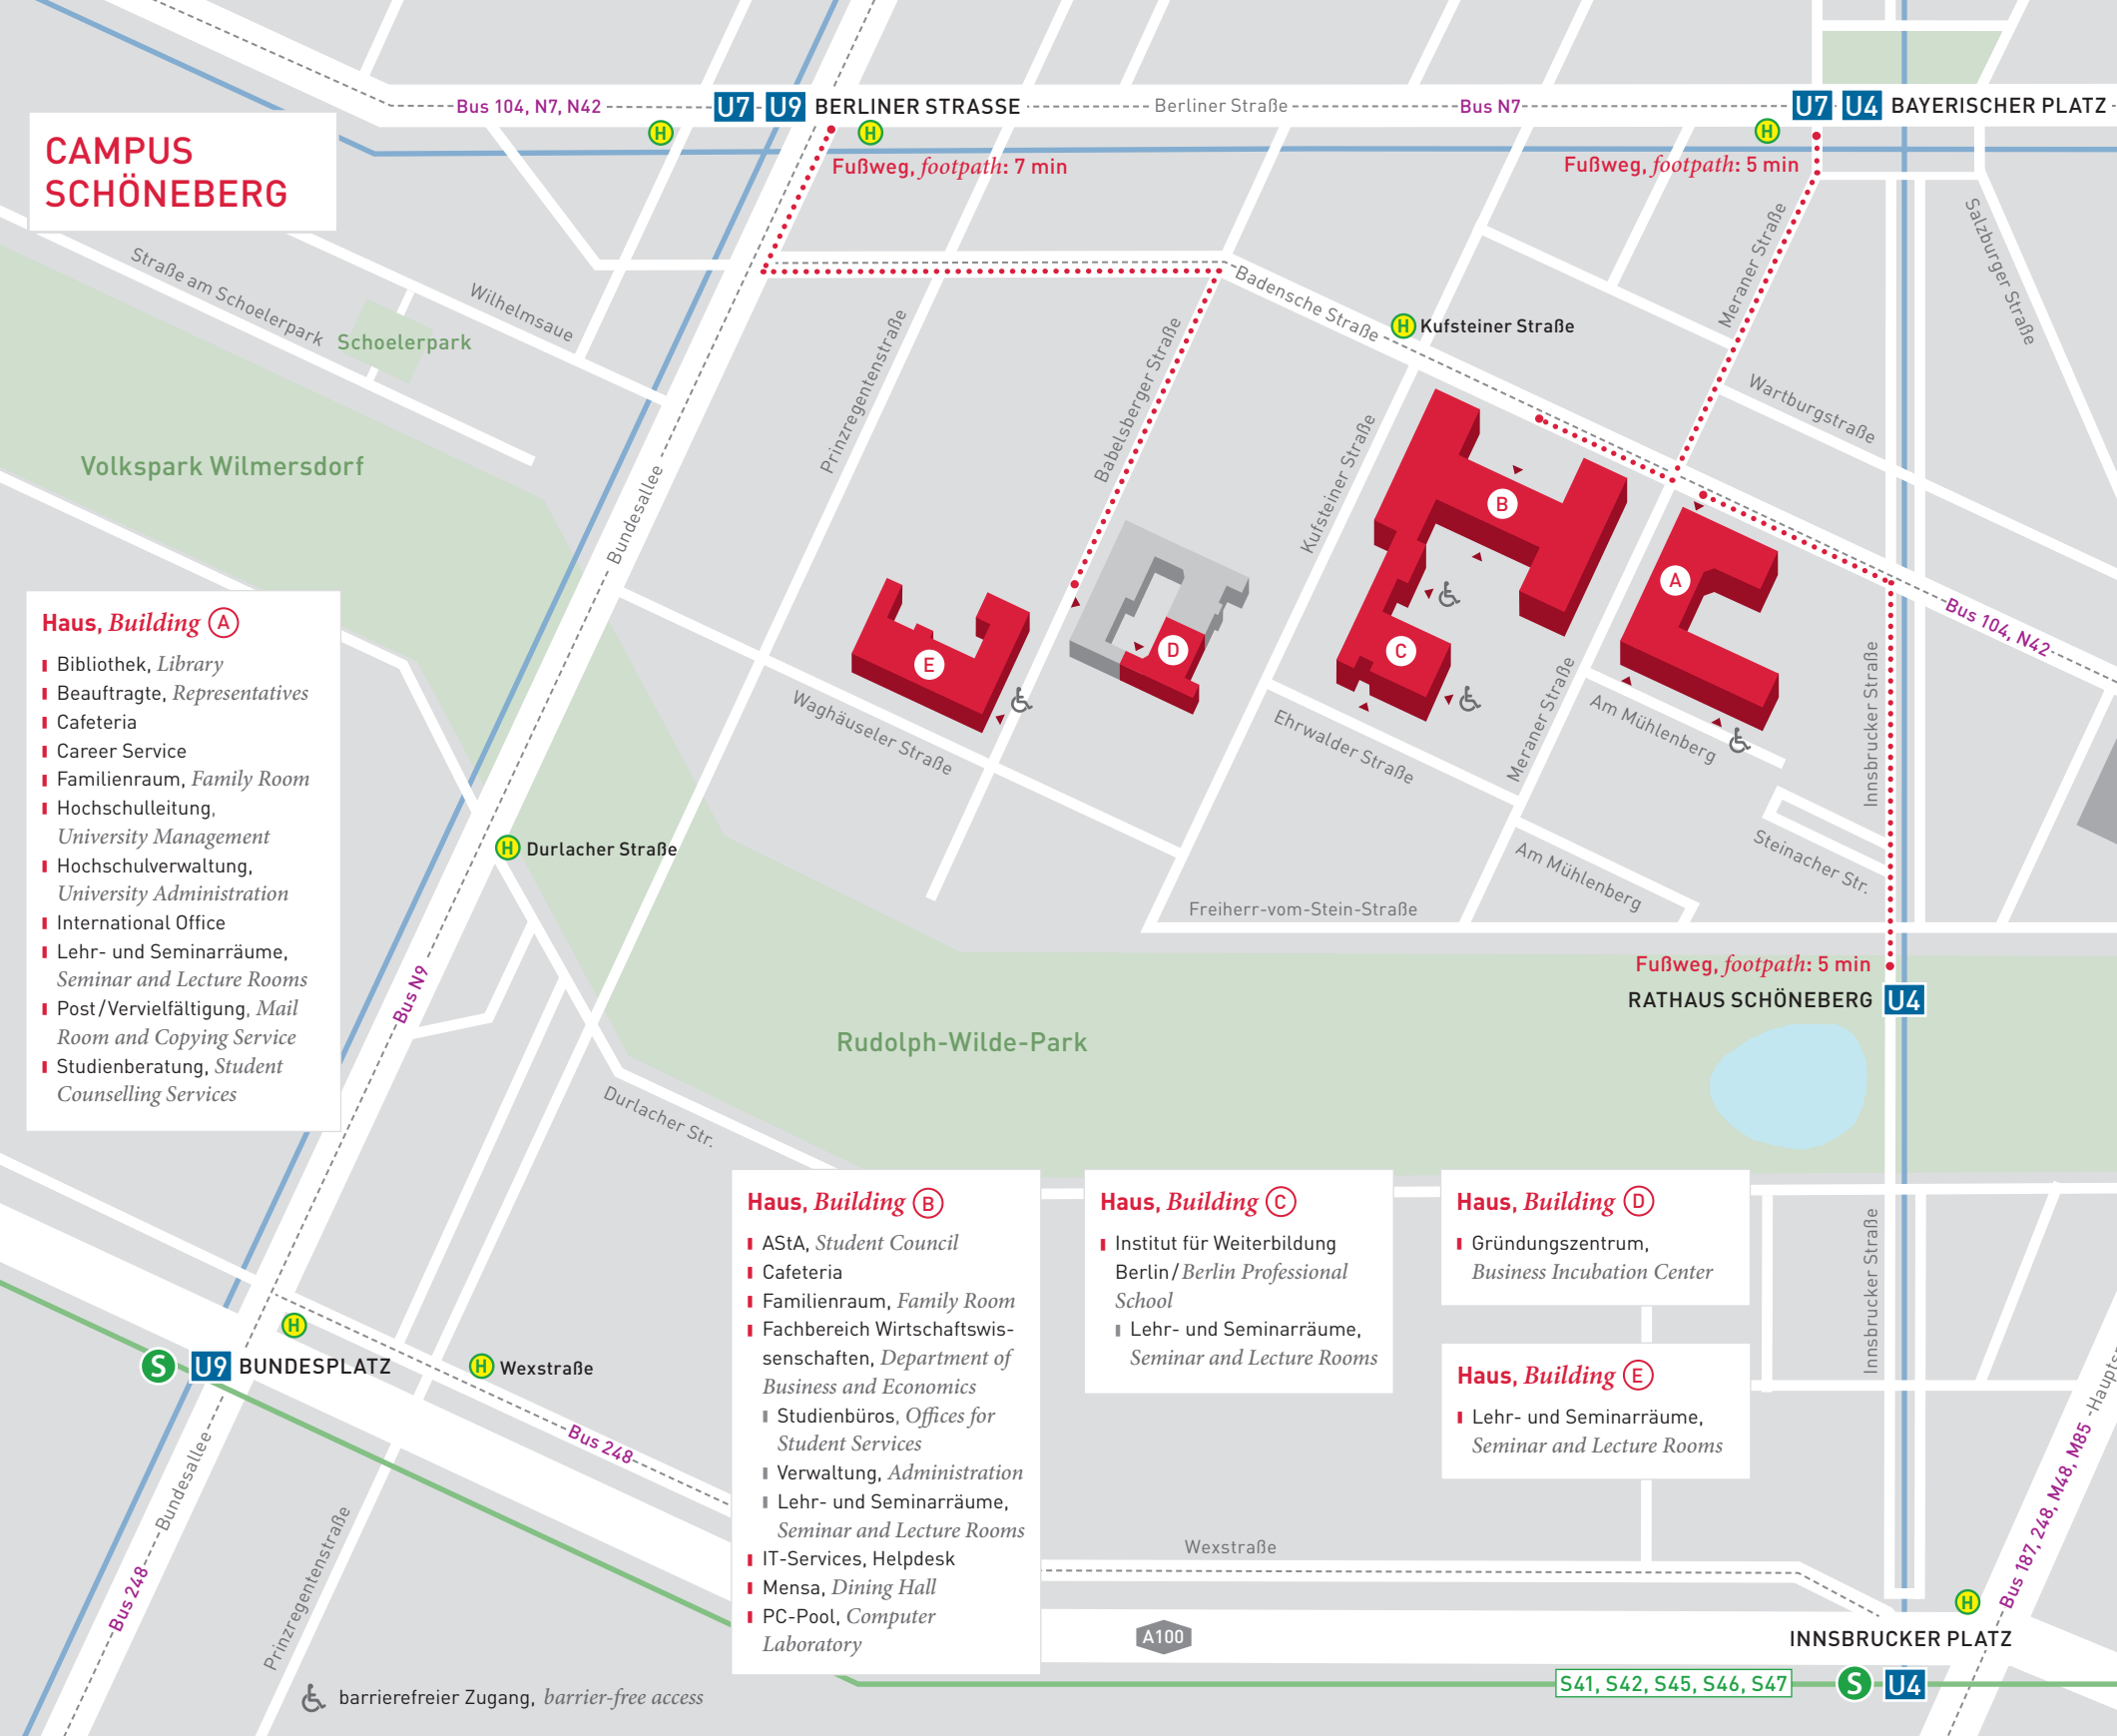 Bus 104, N7, N42
U7
U9
BERLINER STRASSE
Berliner Straße
Bus N7
U7
U4
BAYERISCHER PLATZ
H
H
H
CAMPUS
SCHÖNEBERG
Fußweg, footpath: 7 min
Fußweg, footpath: 5 min
Straße am Schoelerpark
Wilhelmsaue
Schoelerpark
Badensche Straße
H
Kufsteiner Straße
Meraner Straße
Salzburger Straße
Wartburgstraße
Volkspark Wilmersdorf
Bundesallee
Prinzregentenstraße
Babelsberger Straße
Kufsteiner Straße
B
A
C
D
E
Bus 104, N42
Innsbrucker Straße
Waghäuseler Straße
Ehrwalder Straße
Meraner Straße
Am Mühlenberg
Am Mühlenberg
Steinacher Str.
Freiherr-vom-Stein-Straße
H
Durlacher Straße
Haus, Building A
Bibliothek, Library
Beauftragte, Representatives
Cafeteria
Career Service
Familienraum, Family Room
Hochschulleitung,
University Management
Hochschulverwaltung,
University Administration
International Office
Lehr- und Seminarräume,
Seminar and Lecture Rooms
Post/Vervielfältigung, Mail
Room and Copying Service
Studienberatung, Student
Counselling Services
Bus N9
Fußweg, footpath: 5 min
RATHAUS SCHÖNEBERG
U4
Rudolph-Wilde-Park
Durlacher Str.
Haus, Building B
AStA, Student Council
Cafeteria
Familienraum, Family Room
Fachbereich Wirtschaftswis-
senschaften, Department of
Business and Economics
Studienbüros, Offices for
Student Services
Verwaltung, Administration
Lehr- und Seminarräume,
Seminar and Lecture Rooms
IT-Services, Helpdesk
Mensa, Dining Hall
PC-Pool, Computer
Laboratory
Haus, Building C
Institut für Weiterbildung
Berlin/Berlin Professional
School
Lehr- und Seminarräume,
Seminar and Lecture Rooms
Haus, Building D
Gründungszentrum,
Business Incubation Center
Haus, Building E
Lehr- und Seminarräume,
Seminar and Lecture Rooms
Innsbrucker Straße
H
S
U9
BUNDESPLATZ
H
Wexstraße
Bus 248
Bundesallee
Bus 248
Prinzregentenstraße
Wexstraße
A100
Haupts
Bus 187, 248, M48, M85
H
INNSBRUCKER PLATZ
S41, S42, S45, S46, S47
S
U4
barrierefreier Zugang, barrier-free access